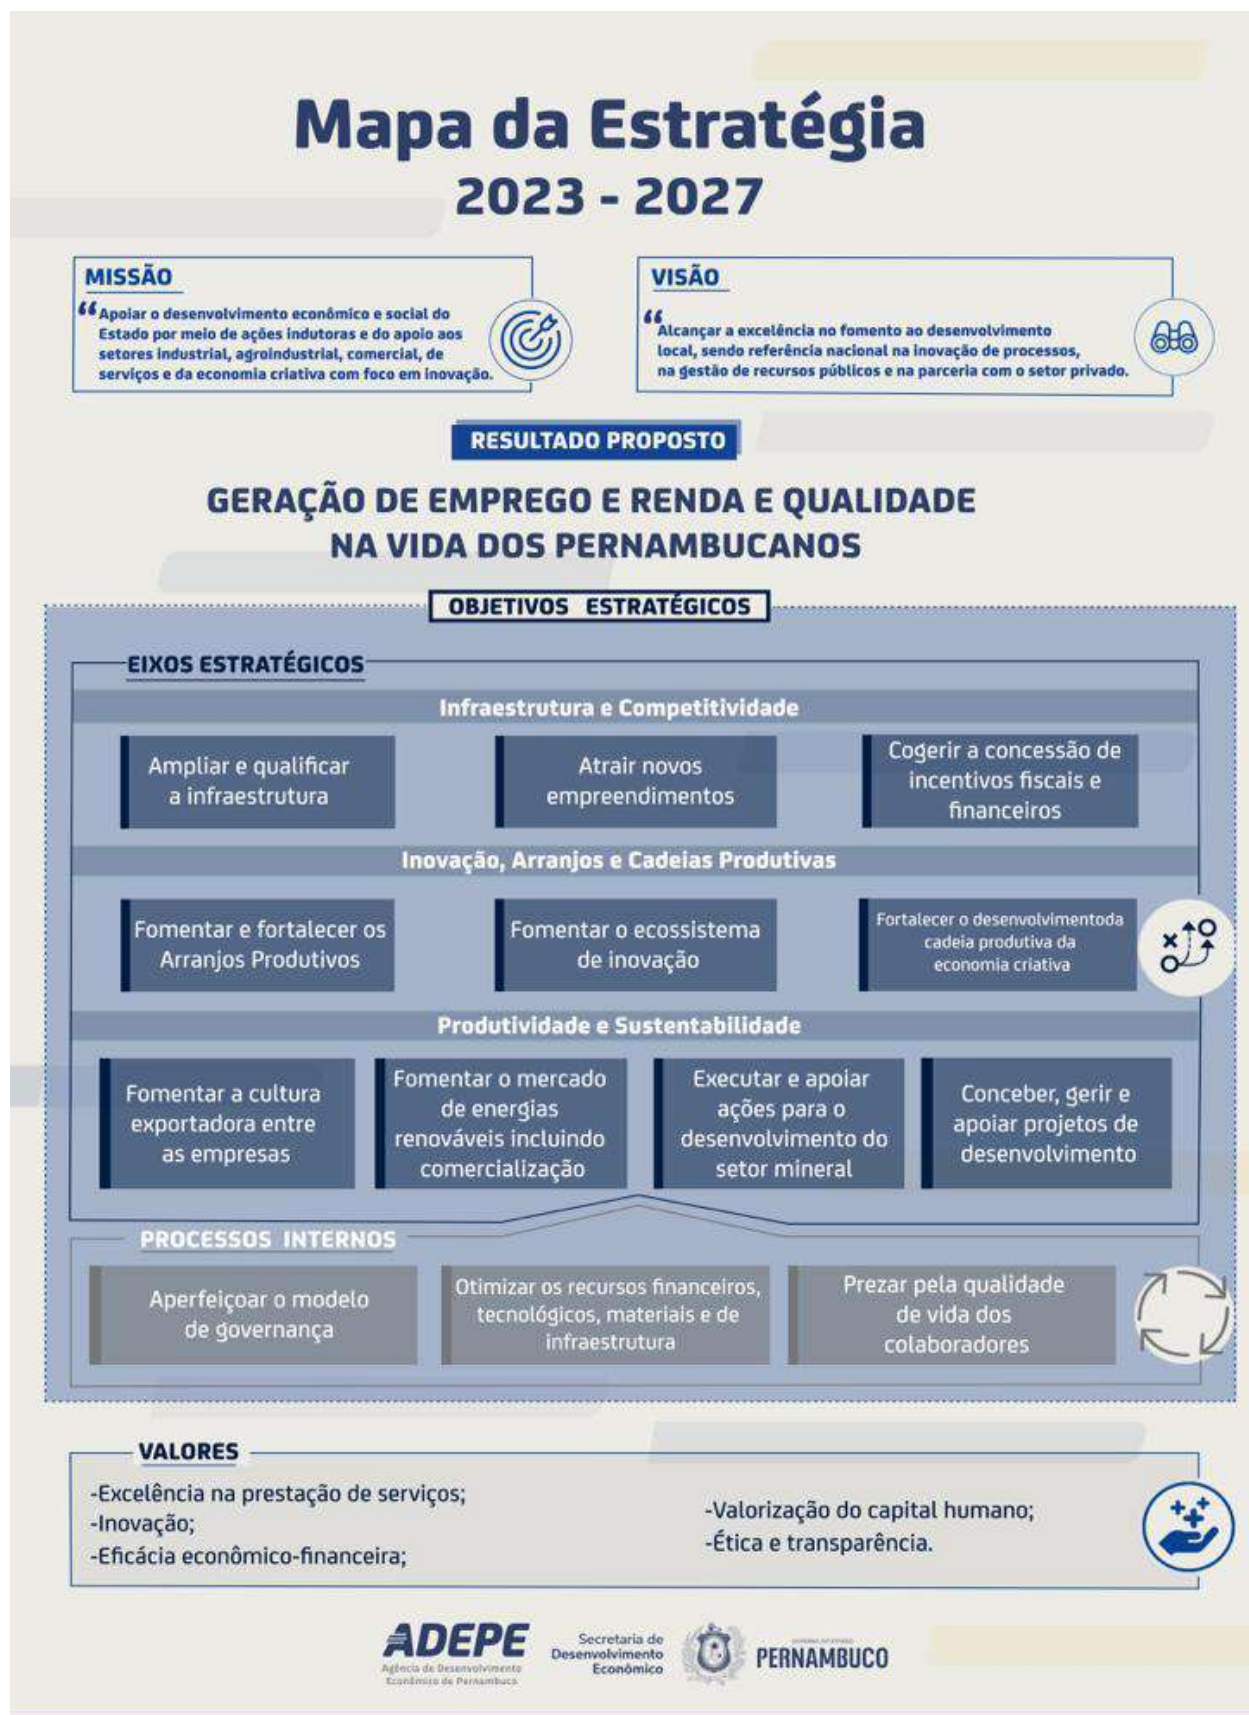 Mapa da Estratégia
2023 - 2027
MISSÃO
“Apoiar o desenvolvimento econômico e social do
Estado por meio de ações indutoras e do apoio aos
setores industrial, agroindustrial, comercial, de
serviços e da economia criativa com foco em inovação.
VISÃO
“Alcançar a excelência no fomento ao desenvolvimento
local, sendo referência nacional na inovação de processos,
na gestão de recursos públicos e na parceria com o setor privado.
RESULTADO PROPOSTO
GERAÇÃO DE EMPREGO E RENDA E QUALIDADE
NA VIDA DOS PERNAMBUCANOS
OBJETIVOS ESTRATÉGICOS
EIXOS ESTRATÉGICOS
Infraestrutura e Competitividade
Ampliar e qualificar
a infraestrutura
Atrair novos
empreendimentos
Cogerir a concessão de
incentivos fiscais e
financeiros
Inovação, Arranjos e Cadeias Produtivas
Fomentar e fortalecer os
Arranjos Produtivos
Fomentar o ecossistema
de inovação
Fortalecer o desenvolvimentoda
cadeia produtiva da
economia criativa
Produtividade e Sustentabilidade
Fomentar a cultura
exportadora entre
as empresas
Fomentar o mercado
de energias
renováveis incluindo
comercialização
Executar e apoiar
ações para o
desenvolvimento do
setor mineral
Conceber, gerir e
apoiar projetos de
desenvolvimento
PROCESSOS INTERNOS
Aperfeiçoar o modelo
de governança
Otimizar os recursos financeiros,
tecnológicos, materiais e de
infraestrutura
Prezar pela qualidade
de vida dos
colaboradores
VALORES
-Excelência na prestação de serviços;
-Inovação;
-Eficácia econômico-financeira;
-Valorização do capital humano;
-Ética e transparência.
ADEPE
Agência de Desenvolvimento
Econômico de Pernambuco
Secretaria de
Desenvolvimento
Econômico
PERNAMBUCO